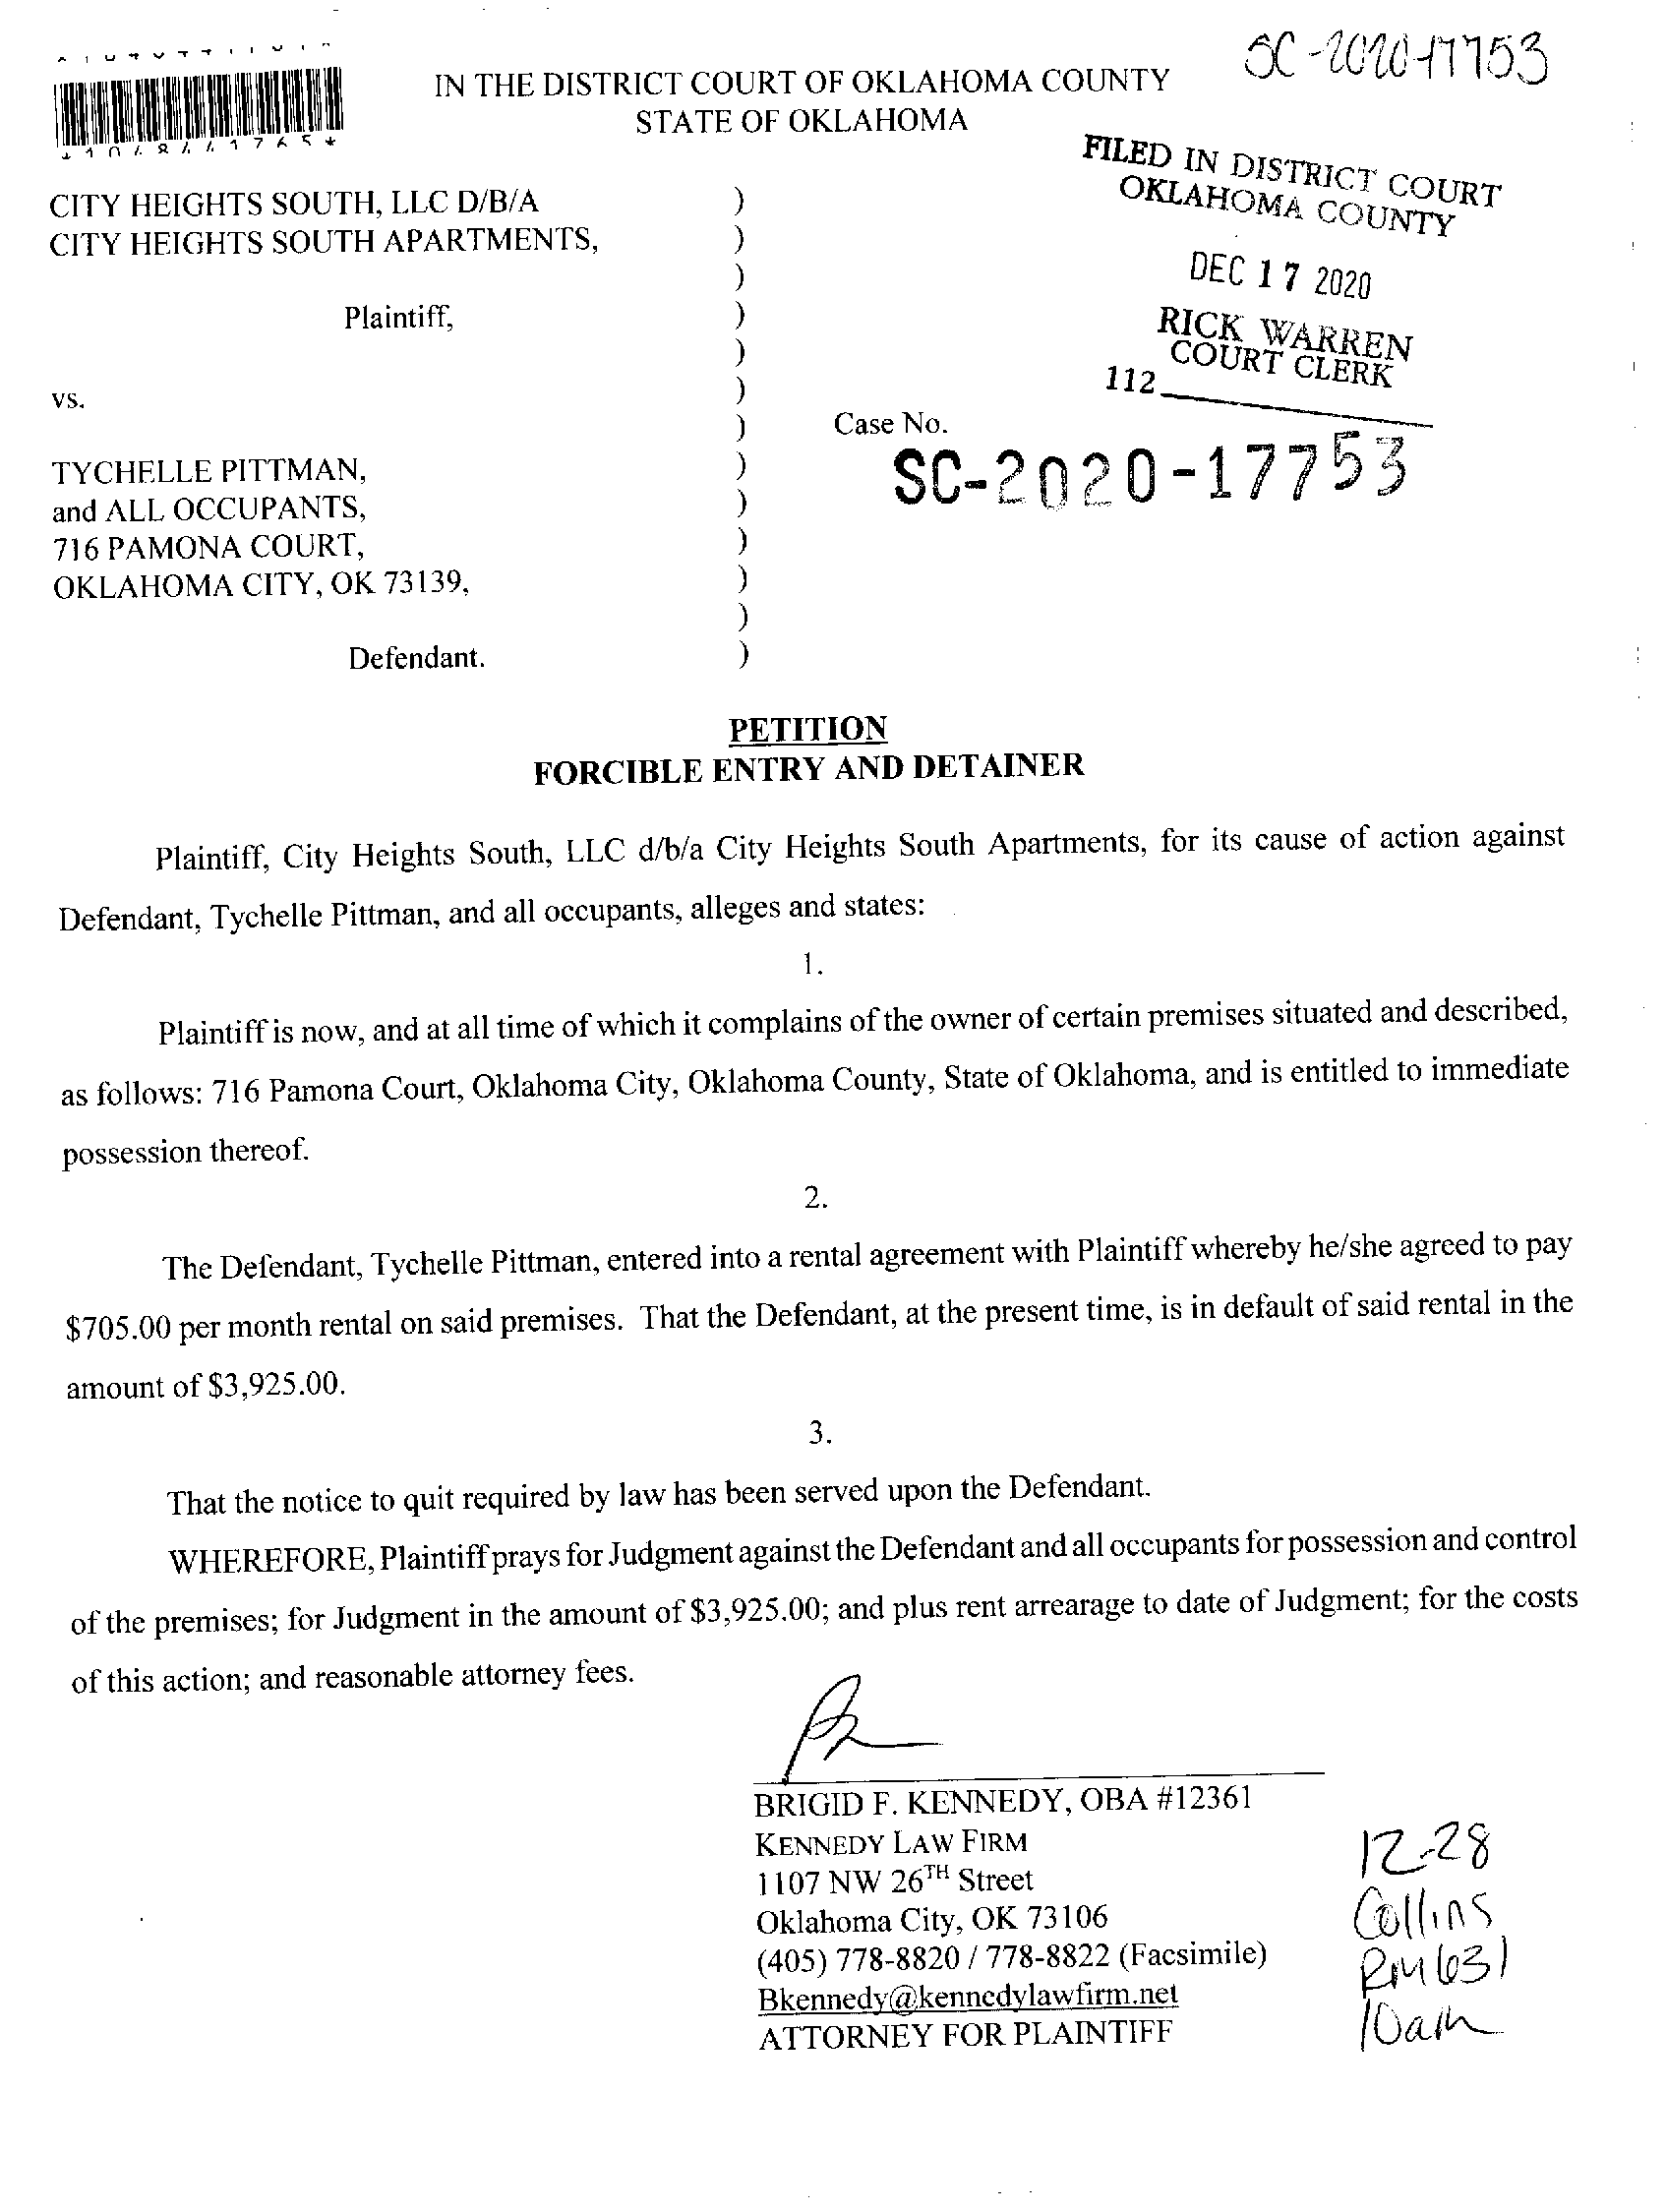 SC-2020-17753
IN THE DISTRICT COURT OF OKLAHOMA COUNTY
STATE OF OKLAHOMA
FILED IN DISTRICT COURT
OKLAHOMA COUNTY
DEC 17 2020
RICK WARREN
COURT CLERK
112
CITY HEIGHTS SOUTH, LLC D/B/A )
CITY HEIGHTS SOUTH APARTMENTS, )
)
Plaintiff, )
)
vs. )
) Case No.
SC-2020-17753
TYCHELLE PITTMAN, )
and ALL OCCUPANTS, )
716 PAMONA COURT, )
OKLAHOMA CITY, OK 73139, )
)
Defendant. )
PETITION
FORCIBLE ENTRY AND DETAINER
Plaintiff, City Heights South, LLC d/b/a City Heights South Apartments, for its cause of action against
Defendant, Tychelle Pittman, and all occupants, alleges and states:
1.
Plaintiff is now, and at all time of which it complains of the owner of certain premises situated and described,
as follows: 716 Pamona Court, Oklahoma City, Oklahoma County, State of Oklahoma, and is entitled to immediate
possession thereof.
2.
The Defendant, Tychelle Pittman, entered into a rental agreement with Plaintiff whereby he/she agreed to pay
$705.00 per month rental on said premises. That the Defendant, at the present time, is in default of said rental in the
amount of $3,925.00.
3.
That the notice to quit required by law has been served upon the Defendant.
WHEREFORE, Plaintiff prays for Judgment against the Defendant and all occupants for possession and control
of the premises; for Judgment in the amount of $3,925.00; and plus rent arrearage to date of Judgment; for the costs
of this action; and reasonable attorney fees.
BRIGID F. KENNEDY, OBA #12361
KENNEDY LAW FIRM
1107 NW 26TH Street
Oklahoma City, OK 73106
(405) 778-8820 / 778-8822 (Facsimile)
Bkennedy@kennedylawfirm.net
ATTORNEY FOR PLAINTIFF
12-28
Collins
RM 631
10am